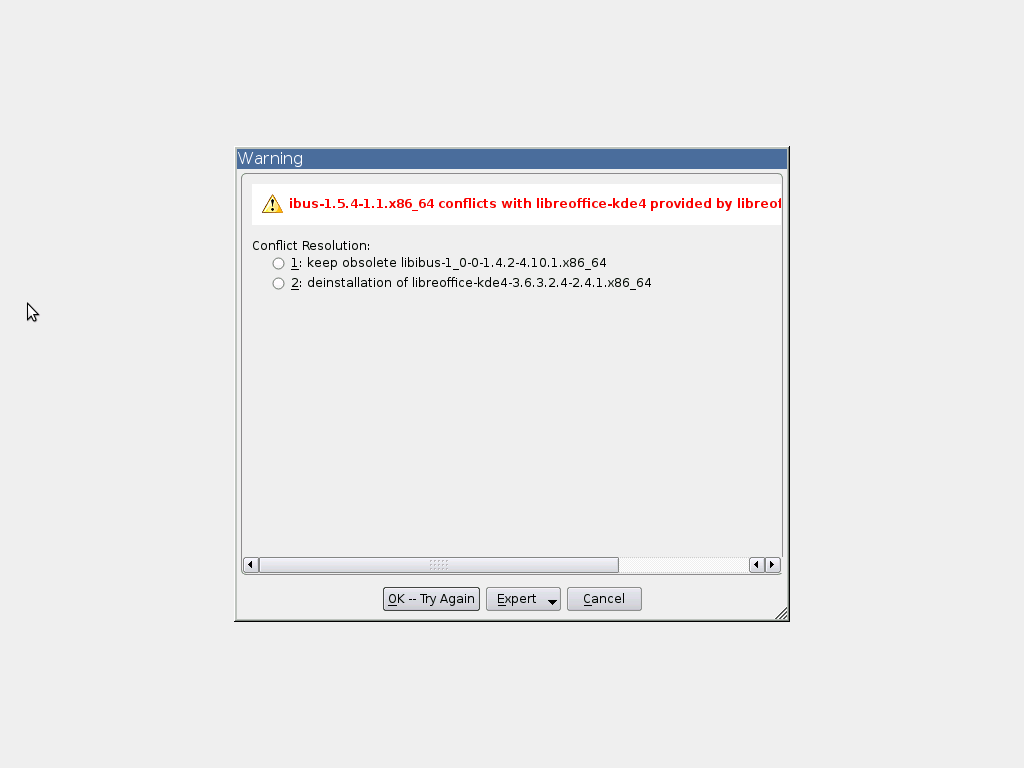 Warning
ibus-1.5.4-1.1.x86_64 conflicts with libreoffice-kde4 provided by libreof
Conflict Resolution:
1: keep obsolete libibus-1_0-0-1.4.2-4.10.1.x86_64
2: deinstallation of libreoffice-kde4-3.6.3.2.4-2.4.1.x86_64
OK -- Try Again Expert Cancel